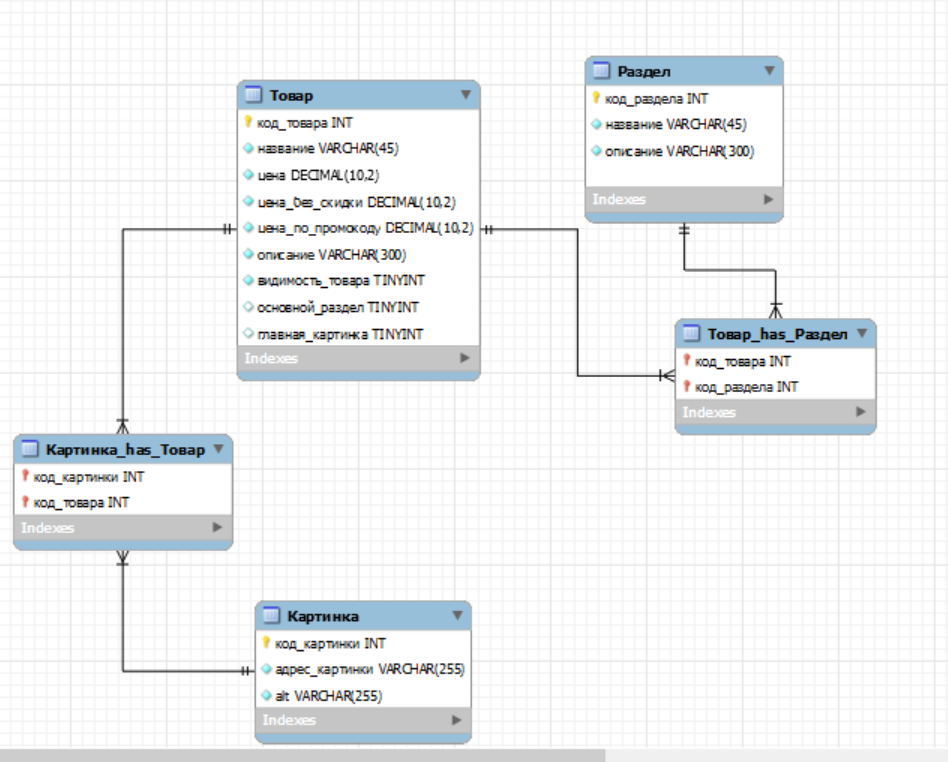 Товар
код_товара INT
название VARCHAR(45)
цена DECIMAL(10,2)
цена_без_скидки DECIMAL(10,2)
цена_по_промокоду DECIMAL(10,2)
описание VARCHAR(300)
видимость_товара TINYINT
основной_раздел TINYINT
главная_картинка TINYINT
Indexes
Раздел
код_раздела INT
название VARCHAR(45)
описание VARCHAR(300)
Indexes
Товар_has_Раздел
код_товара INT
код_раздела INT
Indexes
Картинка_has_Товар
код_картинки INT
код_товара INT
Indexes
Картинка
код_картинки INT
адрес_картинки VARCHAR(255)
alt VARCHAR(255)
Indexes